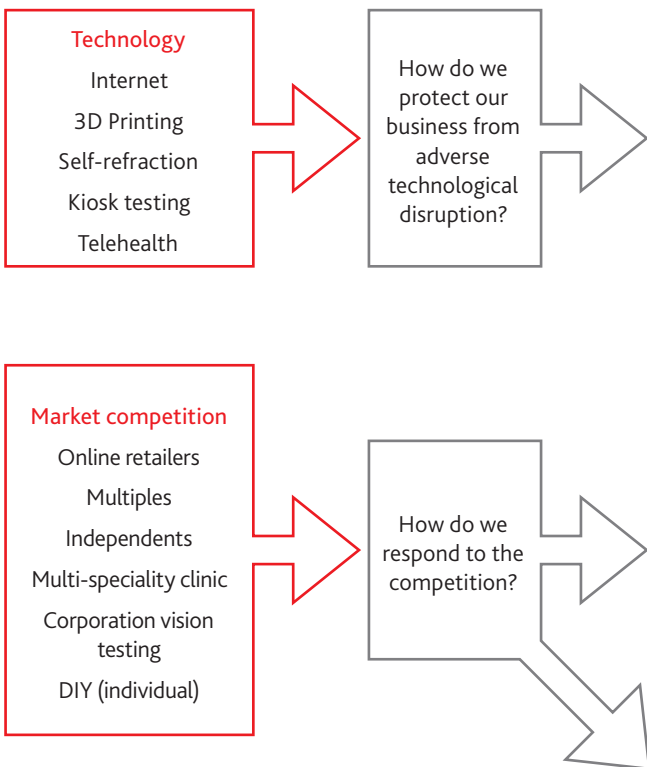 Technology
Internet
3D Printing
Self-refraction
Kiosk testing
Telehealth
How do we
protect our
business from
adverse
technological
disruption?
Market competition
Online retailers
Multiples
Independents
Multi-speciality clinic
Corporation vision
testing
DIY (individual)
How do we
respond to the
competition?